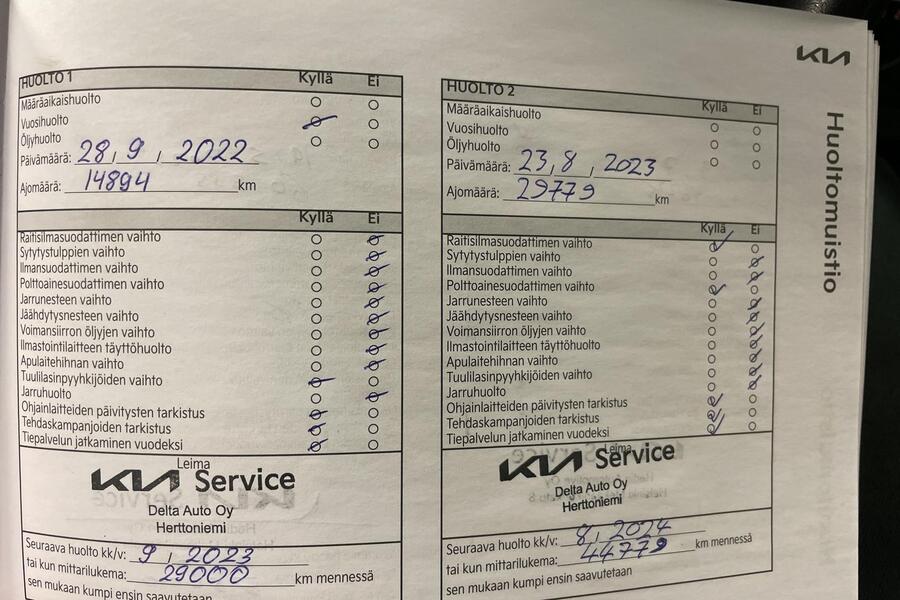 KIA
Huoltomuistio
HUOLTO 1 Kyllä Ei
Määräaikaishuolto
Vuosihuolto
Öljyhuolto
Päivämäärä: 28, 9, 2022
Ajomäärä: 14894 km
Kyllä Ei
Raitisilmasuodattimen vaihto
Sytytystulppien vaihto
Ilmansuodattimen vaihto
Polttoainesuodattimen vaihto
Jarrunesteen vaihto
Jäähdytysnesteen vaihto
Voimansiirron öljyjen vaihto
Ilmastointilaitteen täyttöhuolto
Apulaitehihnan vaihto
Tuulilasinpyyhkijöiden vaihto
Jarruhuolto
Ohjainlaitteiden päivitysten tarkistus
Tehdaskampanjoiden tarkistus
Tiepalvelun jatkaminen vuodeksi
Leima
KIA Service
Delta Auto Oy
Herttoniemi
Seuraava huolto kk/v: 9, 2023
tai kun mittarilukema: 29000 km mennessä
sen mukaan kumpi ensin saavutetaan
HUOLTO 2 Kyllä Ei
Määräaikaishuolto
Vuosihuolto
Öljyhuolto
Päivämäärä: 23, 8, 2023
Ajomäärä: 29779 km
Kyllä Ei
Raitisilmasuodattimen vaihto
Sytytystulppien vaihto
Ilmansuodattimen vaihto
Polttoainesuodattimen vaihto
Jarrunesteen vaihto
Jäähdytysnesteen vaihto
Voimansiirron öljyjen vaihto
Ilmastointilaitteen täyttöhuolto
Apulaitehihnan vaihto
Tuulilasinpyyhkijöiden vaihto
Jarruhuolto
Ohjainlaitteiden päivitysten tarkistus
Tehdaskampanjoiden tarkistus
Tiepalvelun jatkaminen vuodeksi
Leima
KIA Service
Delta Auto Oy
Herttoniemi
Seuraava huolto kk/v: 8, 2024
tai kun mittarilukema: 44779 km mennessä
sen mukaan kumpi ensin saavutetaan